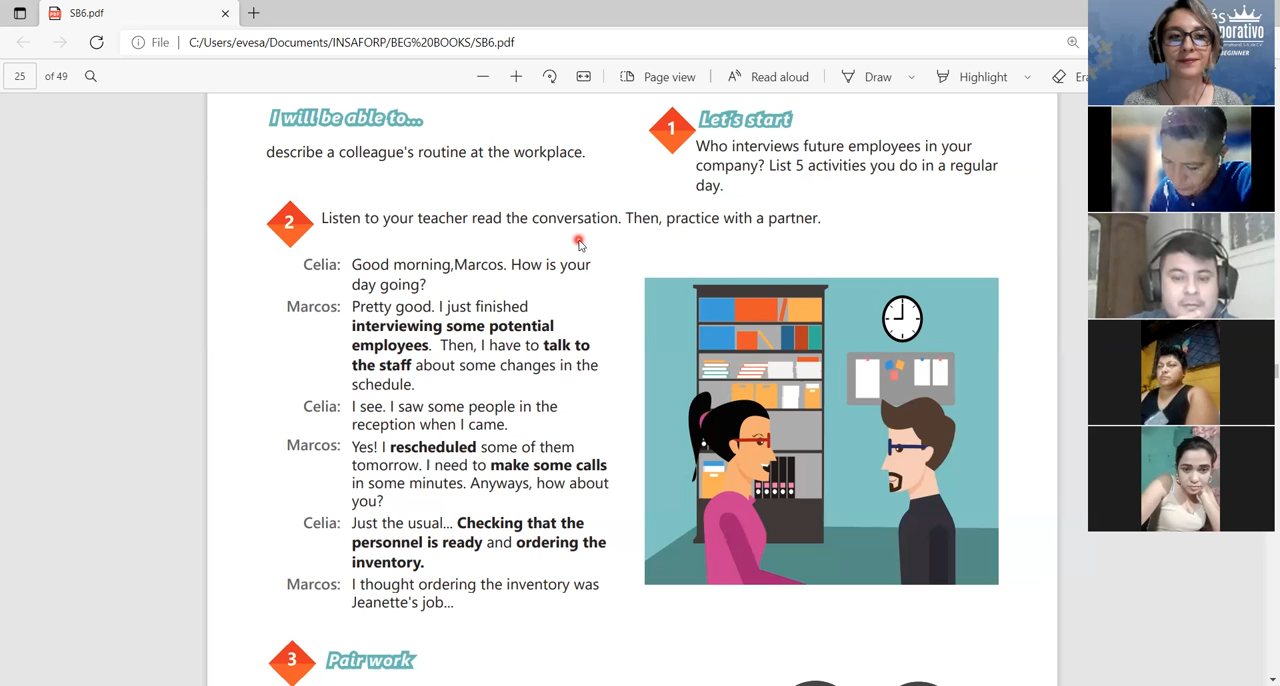 SB6.pdf
File | C:/Users/evesa/Documents/INSAFORP/BEG%20BOOKS/SB6.pdf
25 of 49
Page view
Read aloud
Draw
Highlight
I will be able to...
describe a colleague's routine at the workplace.
1 Let's start
Who interviews future employees in your
company? List 5 activities you do in a regular
day.
2 Listen to your teacher read the conversation. Then, practice with a partner.
Celia: Good morning,Marcos. How is your
day going?
Marcos: Pretty good. I just finished
interviewing some potential
employees. Then, I have to talk to
the staff about some changes in the
schedule.
Celia: I see. I saw some people in the
reception when I came.
Marcos: Yes! I rescheduled some of them
tomorrow. I need to make some calls
in some minutes. Anyways, how about
you?
Celia: Just the usual... Checking that the
personnel is ready and ordering the
inventory.
Marcos: I thought ordering the inventory was
Jeanette's job...
3 Pair work